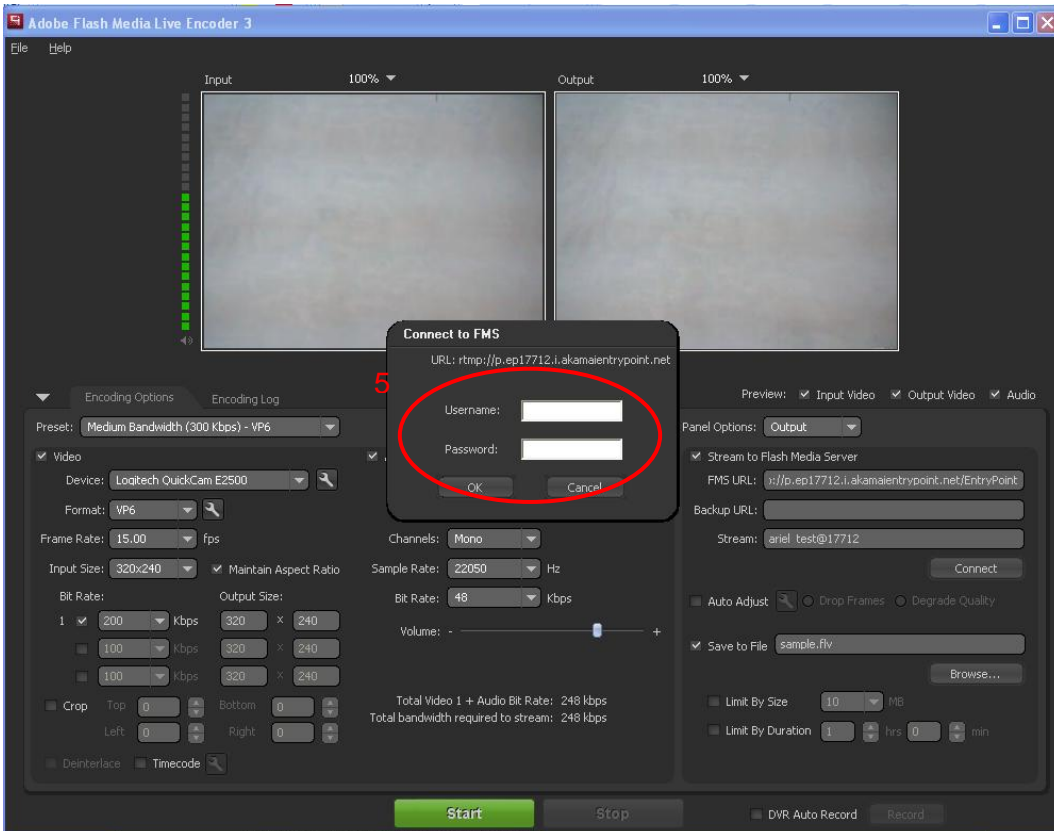 Adobe Flash Media Live Encoder 3
File Help
Input 100% Output 100%
Connect to FMS
URL: rtmp://p.ep17712.i.akamaientrypoint.net
5
Username:
Password:
OK Cancel
Encoding Options Encoding Log
Preview: Input Video Output Video Audio
Preset: Medium Bandwidth (300 Kbps) - VP6
Panel Options: Output
Video
Device: Logitech QuickCam E2500
Format: VP6
Frame Rate: 15.00 fps
Input Size: 320x240 Maintain Aspect Ratio
Bit Rate: Output Size:
1 200 Kbps 320 x 240
100 Kbps 320 x 240
100 Kbps 320 x 240
Crop Top 0 Bottom 0
Left 0 Right 0
Deinterlace Timecode
Channels: Mono
Sample Rate: 22050 Hz
Bit Rate: 48 Kbps
Volume: - +
Total Video 1 + Audio Bit Rate: 248 kbps
Total bandwidth required to stream: 248 kbps
Stream to Flash Media Server
FMS URL: ://p.ep17712.i.akamaientrypoint.net/EntryPoint
Backup URL:
Stream: ariel test@17712
Connect
Auto Adjust Drop Frames Degrade Quality
Save to File sample.flv
Browse...
Limit By Size 10 MB
Limit By Duration 1 hrs 0 min
Start Stop
DVR Auto Record Record